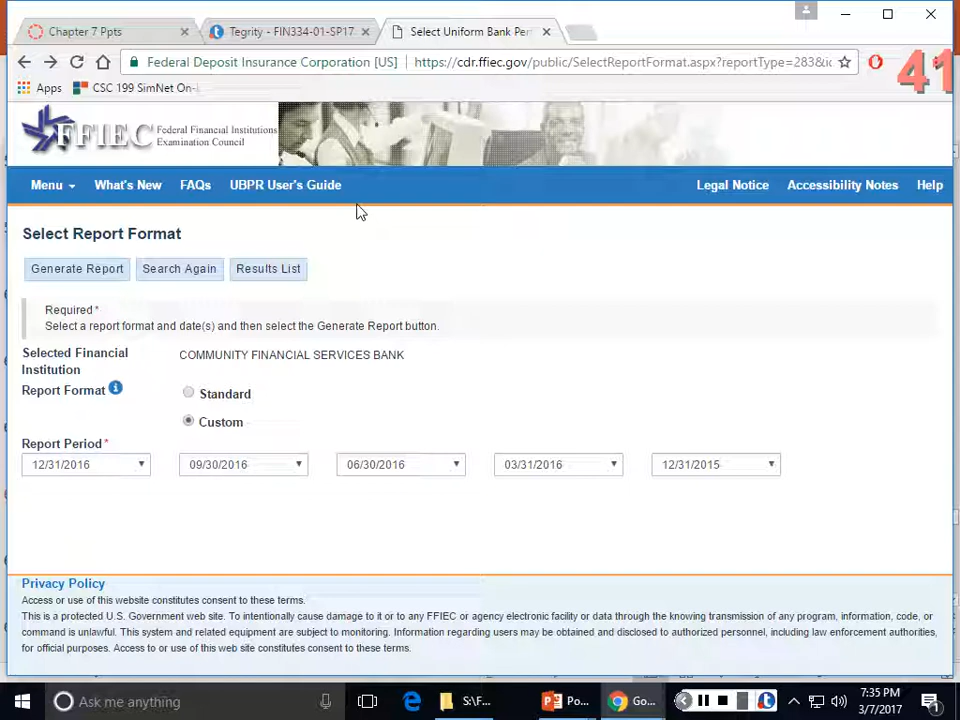 Chapter 7 Ppts
Tegrity - FIN334-01-SP17
Select Uniform Bank Per
41
Federal Deposit Insurance Corporation [US]
https://cdr.ffiec.gov/public/SelectReportFormat.aspx?reportType=283&ic
Apps
CSC 199 SimNet On-L
FFIEC
Federal Financial Institutions
Examination Council
Menu
What's New
FAQs
UBPR User's Guide
Legal Notice
Accessibility Notes
Help
Select Report Format
Generate Report
Search Again
Results List
Required *
Select a report format and date(s) and then select the Generate Report button.
Selected Financial
Institution
COMMUNITY FINANCIAL SERVICES BANK
Report Format
Standard
Custom
Report Period *
12/31/2016
09/30/2016
06/30/2016
03/31/2016
12/31/2015
Privacy Policy
Access or use of this website constitutes consent to these terms.
This is a protected U.S. Government web site. To intentionally cause damage to it or to any FFIEC or agency electronic facility or data through the knowing transmission of any program, information, code, or
command is unlawful. This system and related equipment are subject to monitoring. Information regarding users may be obtained and disclosed to authorized personnel, including law enforcement authorities,
for official purposes. Access to or use of this web site constitutes consent to these terms.
Ask me anything
S:\F...
Po...
Go...
7:35 PM
3/7/2017
1